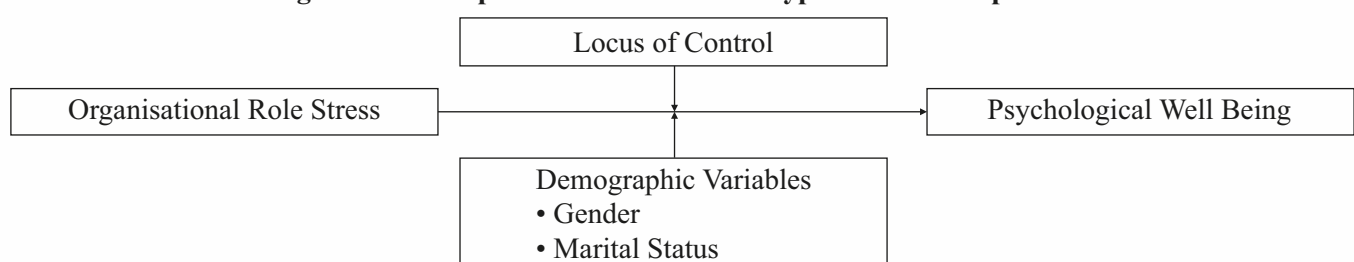 Locus of Control
Organisational Role Stress
Psychological Well Being
Demographic Variables
• Gender
• Marital Status